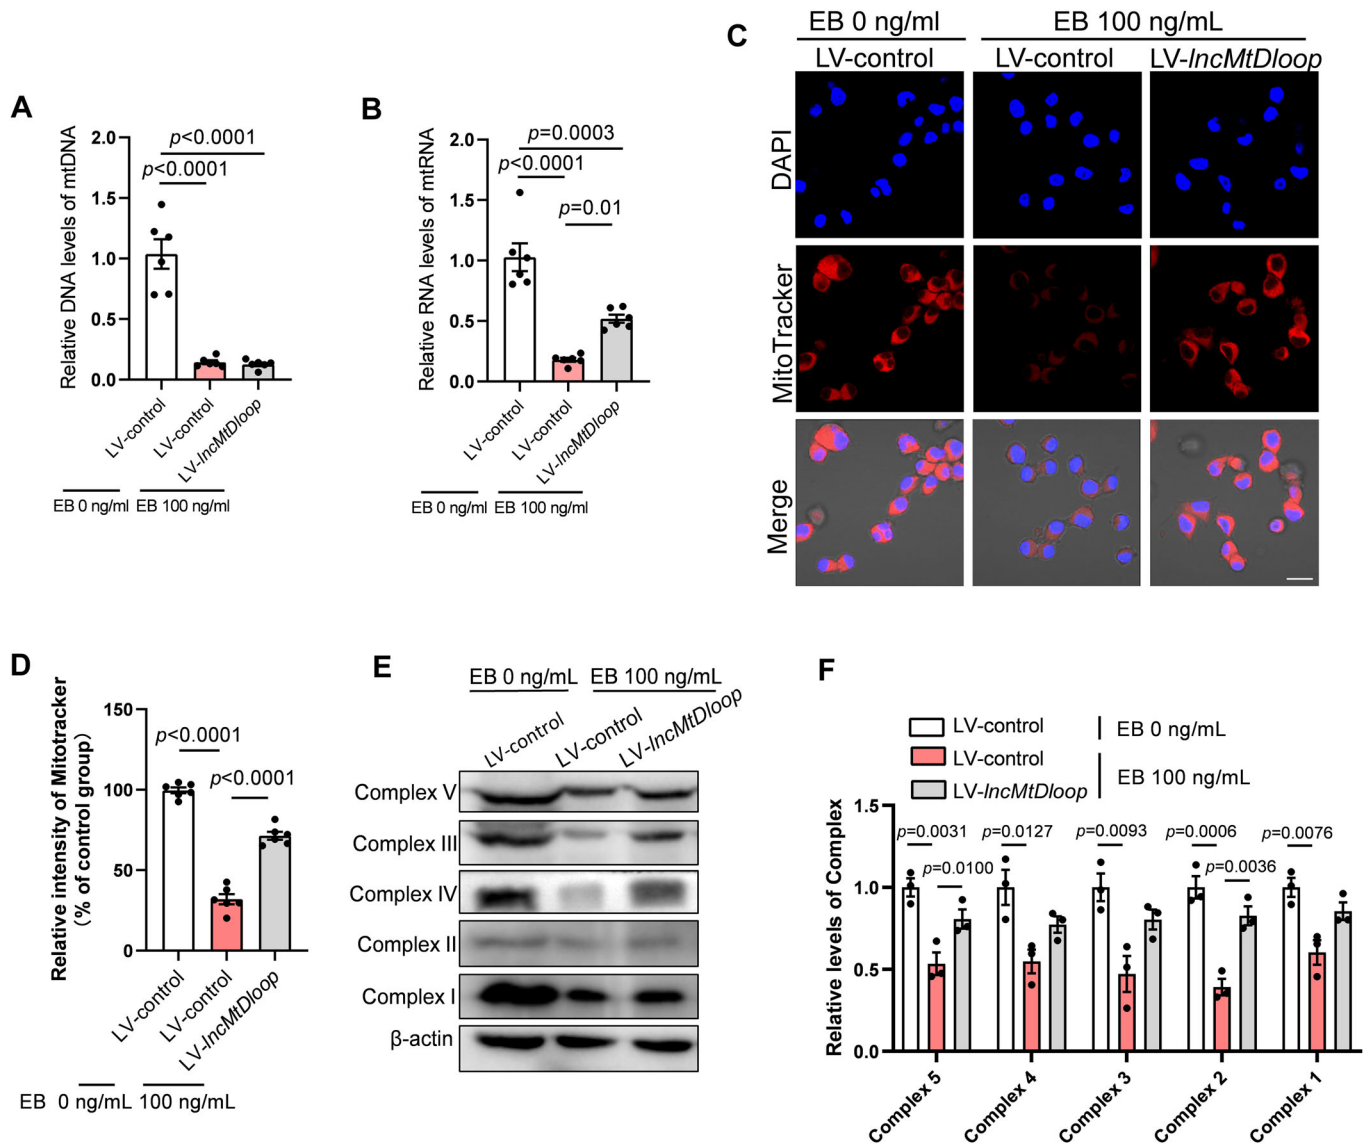 A
Relative DNA levels of mtDNA
2.0
1.5
1.0
0.5
0.0
p<0.0001
p<0.0001
LV-control
LV-control
LV-lncMtDloop
EB 0 ng/ml
EB 100 ng/ml
B
Relative RNA levels of mtRNA
2.0
1.5
1.0
0.5
0.0
p=0.0003
p<0.0001
p=0.01
LV-control
LV-control
LV-lncMtDloop
EB 0 ng/ml
EB 100 ng/ml
C
EB 0 ng/ml
EB 100 ng/mL
LV-control
LV-control
LV-lncMtDloop
DAPI
MitoTracker
Merge
D
Relative intensity of Mitotracker
(% of control group)
150
100
50
0
p<0.0001
p<0.0001
LV-control
LV-control
LV-lncMtDloop
EB 0 ng/mL 100 ng/mL
E
EB 0 ng/mL
EB 100 ng/mL
LV-control
LV-control
LV-lncMtDloop
Complex V
Complex III
Complex IV
Complex II
Complex I
β-actin
F
LV-control
EB 0 ng/mL
LV-control
LV-lncMtDloop
EB 100 ng/mL
Relative levels of Complex
1.5
1.0
0.5
0.0
p=0.0031
p=0.0127
p=0.0093
p=0.0006
p=0.0076
p=0.0100
p=0.0036
Complex 5
Complex 4
Complex 3
Complex 2
Complex 1